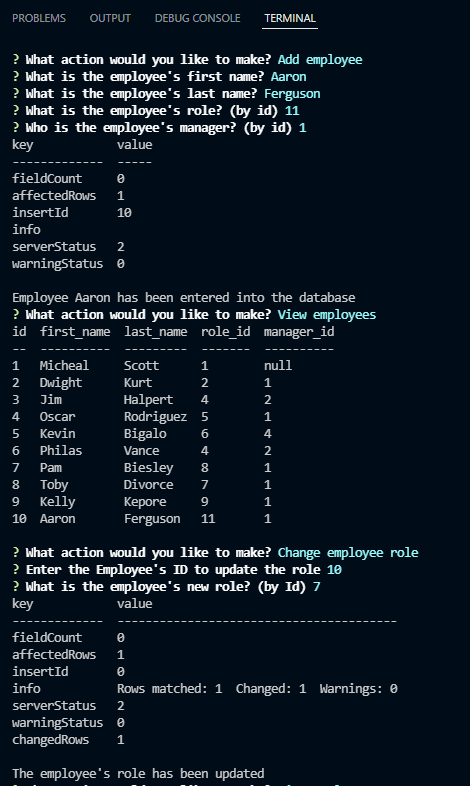 PROBLEMS OUTPUT DEBUG CONSOLE TERMINAL
? What action would you like to make? Add employee
? What is the employee's first name? Aaron
? What is the employee's last name? Ferguson
? What is the employee's role? (by id) 11
? Who is the employee's manager? (by id) 1
key value
------------- -----
fieldCount 0
affectedRows 1
insertId 10
info
serverStatus 2
warningStatus 0
Employee Aaron has been entered into the database
? What action would you like to make? View employees
id first_name last_name role_id manager_id
-- ---------- --------- ------- ----------
1 Micheal Scott 1 null
2 Dwight Kurt 2 1
3 Jim Halpert 4 2
4 Oscar Rodriguez 5 1
5 Kevin Bigalo 6 4
6 Philas Vance 4 2
7 Pam Biesley 8 1
8 Toby Divorce 7 1
9 Kelly Kepore 9 1
10 Aaron Ferguson 11 1
? What action would you like to make? Change employee role
? Enter the Employee's ID to update the role 10
? What is the employee's new role? (by Id) 7
key value
------------- ----------------------------------------
fieldCount 0
affectedRows 1
insertId 0
info Rows matched: 1 Changed: 1 Warnings: 0
serverStatus 2
warningStatus 0
changedRows 1
The employee's role has been updated